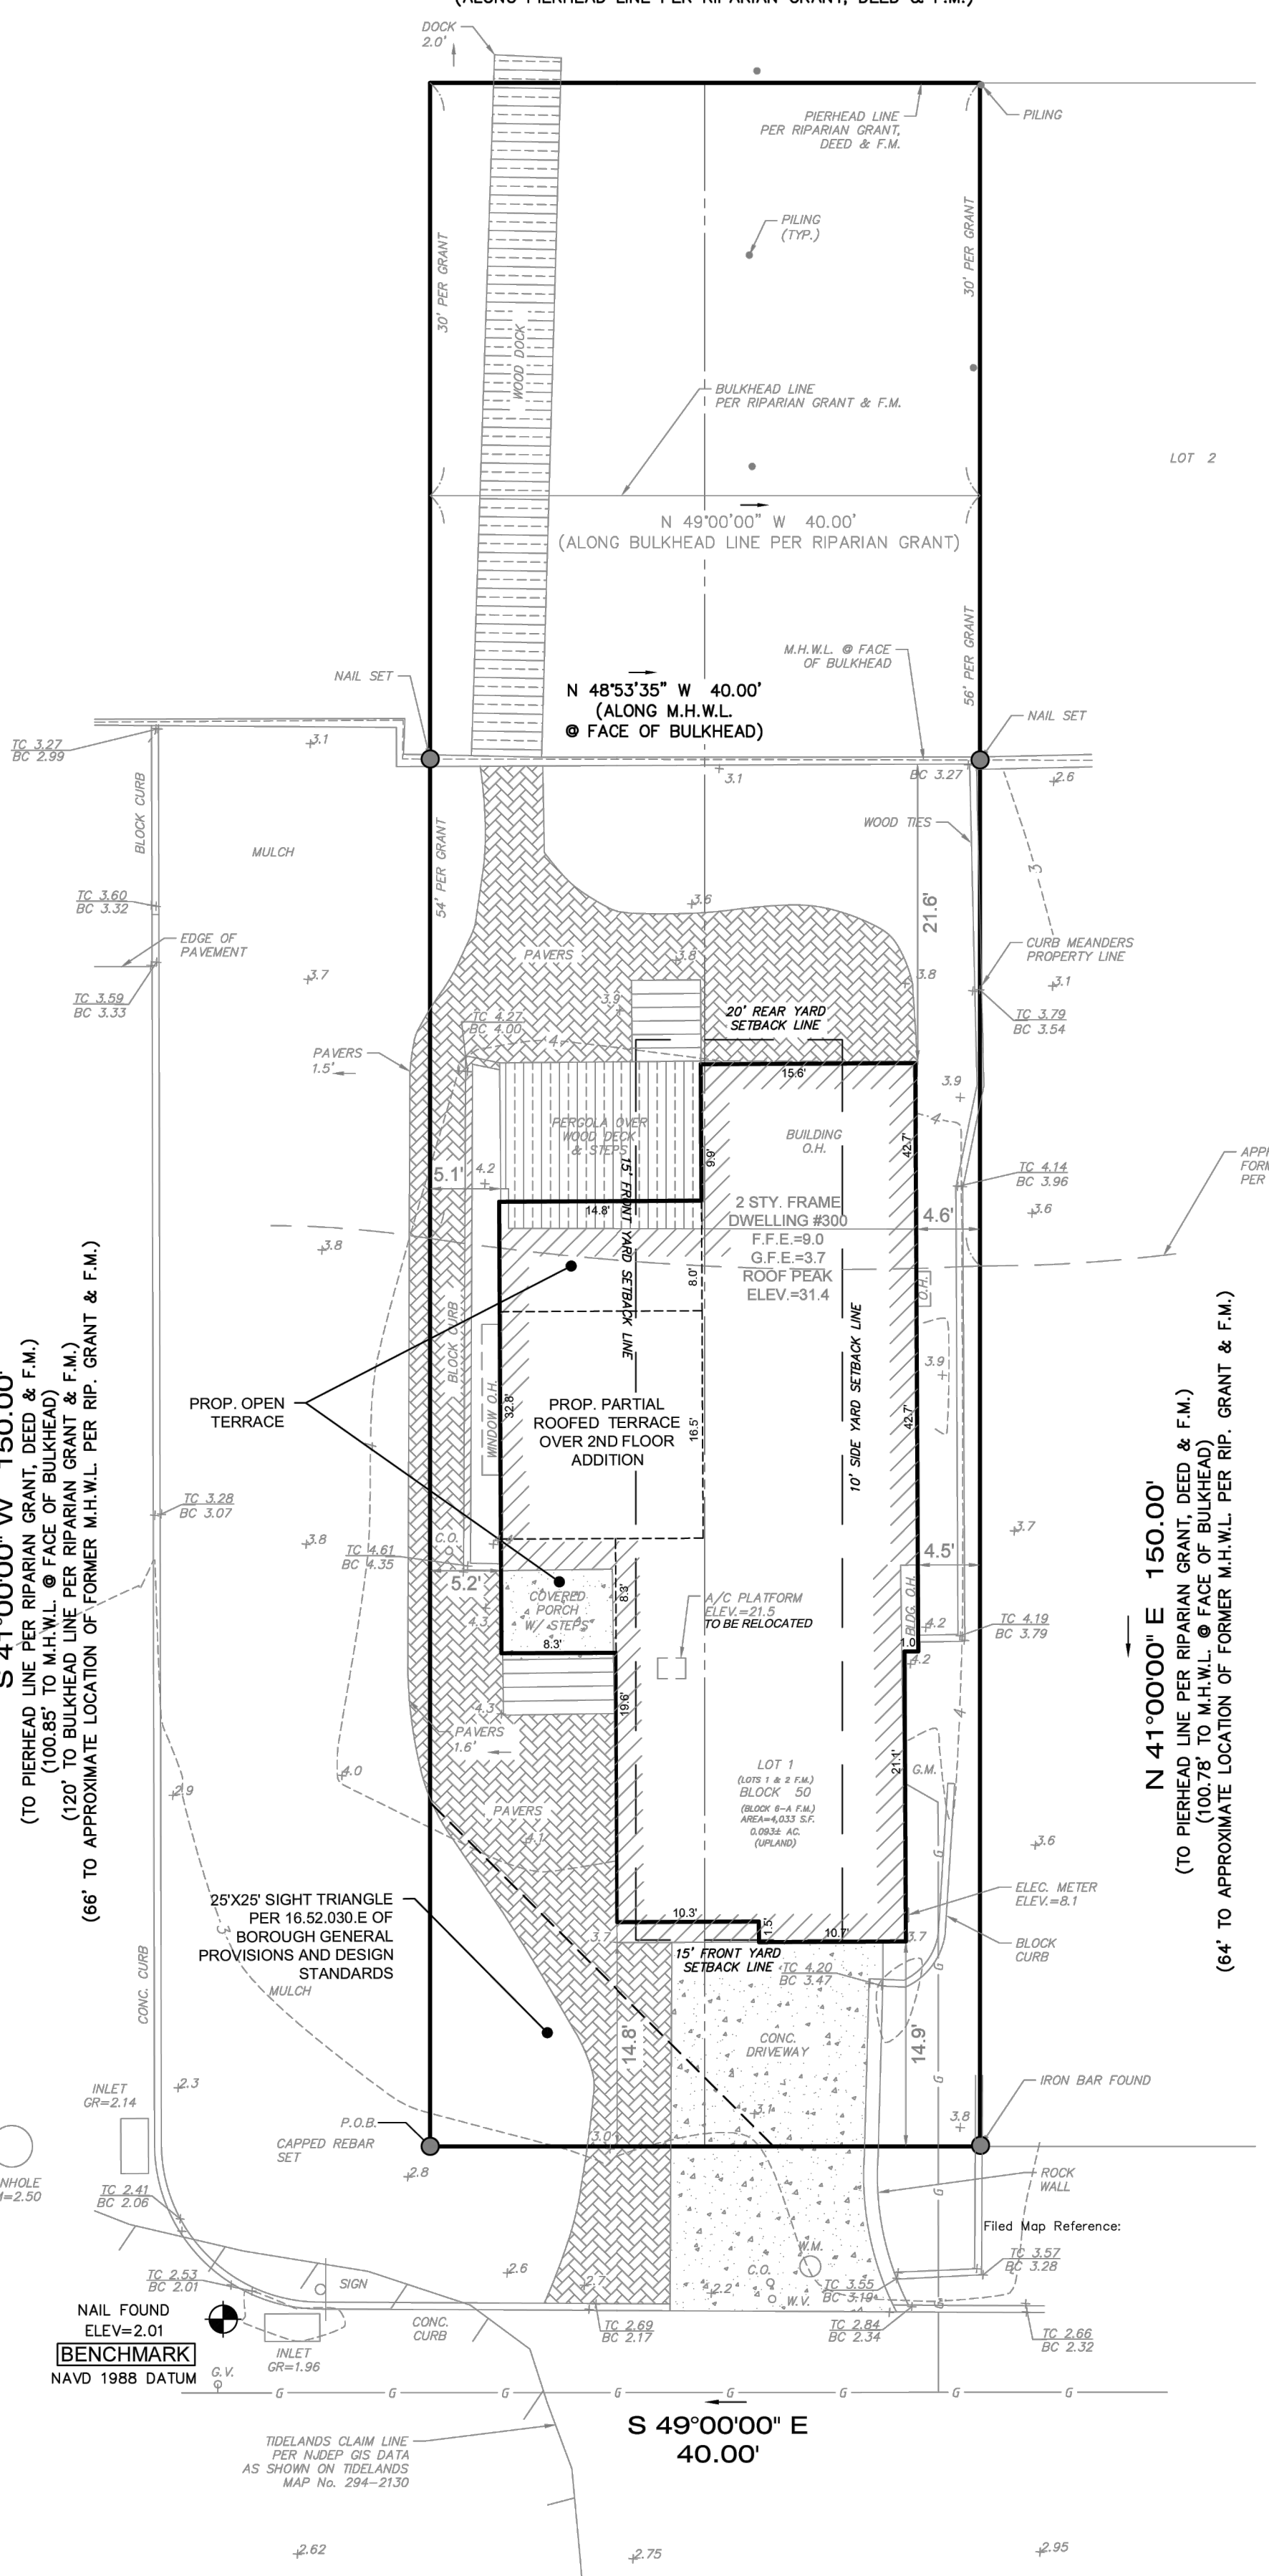 (ALONG PIERHEAD LINE PER RIPARIAN GRANT, DEED & F.M.)
DOCK
2.0'
PIERHEAD LINE
PER RIPARIAN GRANT,
DEED & F.M.
PILING
30' PER GRANT
30' PER GRANT
PILING
(TYP.)
WOOD DOCK
BULKHEAD LINE
PER RIPARIAN GRANT & F.M.
LOT 2
N 49°00'00" W 40.00'
(ALONG BULKHEAD LINE PER RIPARIAN GRANT)
56' PER GRANT
M.H.W.L. @ FACE
OF BULKHEAD
NAIL SET
N 48°53'35" W 40.00'
(ALONG M.H.W.L.
@ FACE OF BULKHEAD)
NAIL SET
TC 3.27
BC 2.99
3.1
3.1
BC 3.27
2.6
BLOCK CURB
MULCH
54' PER GRANT
WOOD TIES
3
TC 3.60
BC 3.32
21.6'
3.6
EDGE OF
PAVEMENT
PAVERS
3.8
CURB MEANDERS
PROPERTY LINE
3.7
3.8
3.1
TC 3.59
BC 3.33
3.9
TC 4.27
BC 4.00
20' REAR YARD
SETBACK LINE
TC 3.79
BC 3.54
4
PAVERS
1.5'
15.6'
3.9
PERGOLA OVER
WOOD DECK
& STEPS
BUILDING
O.H.
4
42.7'
9.9'
5.1'
4.2
TC 4.14
BC 3.96
15' FRONT YARD SETBACK LINE
14.8'
2 STY. FRAME
DWELLING #300
F.F.E.=9.0
G.F.E.=3.7
ROOF PEAK
ELEV.=31.4
4.6'
3.6
3.8
8.0'
O.H.
BLOCK CURB
WINDOW O.H.
32.8'
PROP. OPEN
TERRACE
PROP. PARTIAL
ROOFED TERRACE
OVER 2ND FLOOR
ADDITION
16.5'
10' SIDE YARD SETBACK LINE
3.9
42.7'
S 41°00'00" W 150.00'
(TO PIERHEAD LINE PER RIPARIAN GRANT, DEED & F.M.)
(100.85' TO M.H.W.L. @ FACE OF BULKHEAD)
(120' TO BULKHEAD LINE PER RIPARIAN GRANT & F.M.)
(66' TO APPROXIMATE LOCATION OF FORMER M.H.W.L. PER RIP. GRANT & F.M.)
N 41°00'00" E 150.00'
(TO PIERHEAD LINE PER RIPARIAN GRANT, DEED & F.M.)
(100.78' TO M.H.W.L. @ FACE OF BULKHEAD)
(64' TO APPROXIMATE LOCATION OF FORMER M.H.W.L. PER RIP. GRANT & F.M.)
TC 3.28
BC 3.07
3.8
C.O.
TC 4.61
BC 4.35
3.7
4.5'
5.2'
COVERED
PORCH
W/ STEPS
8.3'
A/C PLATFORM
ELEV.=21.5
TO BE RELOCATED
BLDG. O.H.
4.3
4.2
TC 4.19
BC 3.79
8.3'
1.0
4.2
4.3
19.6'
PAVERS
1.6'
4
4.0
2.9
LOT 1
(LOTS 1 & 2 F.M.)
BLOCK 50
(BLOCK 6-A F.M.)
AREA=4,033 S.F.
0.093± AC.
(UPLAND)
21.1'
G.M.
PAVERS
4.1
3.6
G
ELEC. METER
ELEV.=8.1
25'X25' SIGHT TRIANGLE
PER 16.52.030.E OF
BOROUGH GENERAL
PROVISIONS AND DESIGN
STANDARDS
10.3'
1.5'
10.7'
3.7
3.7
3
15' FRONT YARD
SETBACK LINE
BLOCK
CURB
TC 4.20
BC 3.47
CONC. CURB
MULCH
G
14.8'
CONC.
DRIVEWAY
14.9'
INLET
GR=2.14
2.3
G
IRON BAR FOUND
P.O.B.
3.1
3.8
CAPPED REBAR
SET
3.0
2.8
TC 2.41
BC 2.06
G
ROCK
WALL
Filed Map Reference:
W.M.
TC 3.57
BC 3.28
TC 2.53
BC 2.01
SIGN
2.6
2.7
C.O.
2.2
W.V.
TC 3.55
BC 3.19
G
NAIL FOUND
ELEV=2.01
BENCHMARK
NAVD 1988 DATUM
CONC.
CURB
TC 2.69
BC 2.17
TC 2.84
BC 2.34
TC 2.66
BC 2.32
INLET
GR=1.96
G.V.
G G G G G G G G
S 49°00'00" E
40.00'
TIDELANDS CLAIM LINE
PER NJDEP GIS DATA
AS SHOWN ON TIDELANDS
MAP No. 294-2130
2.62
2.75
2.95